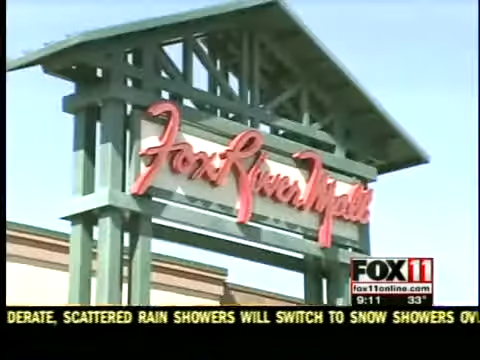 Fox River Mall
FOX 11
fox11online.com
9:11 33°
DERATE, SCATTERED RAIN SHOWERS WILL SWITCH TO SNOW SHOWERS OV